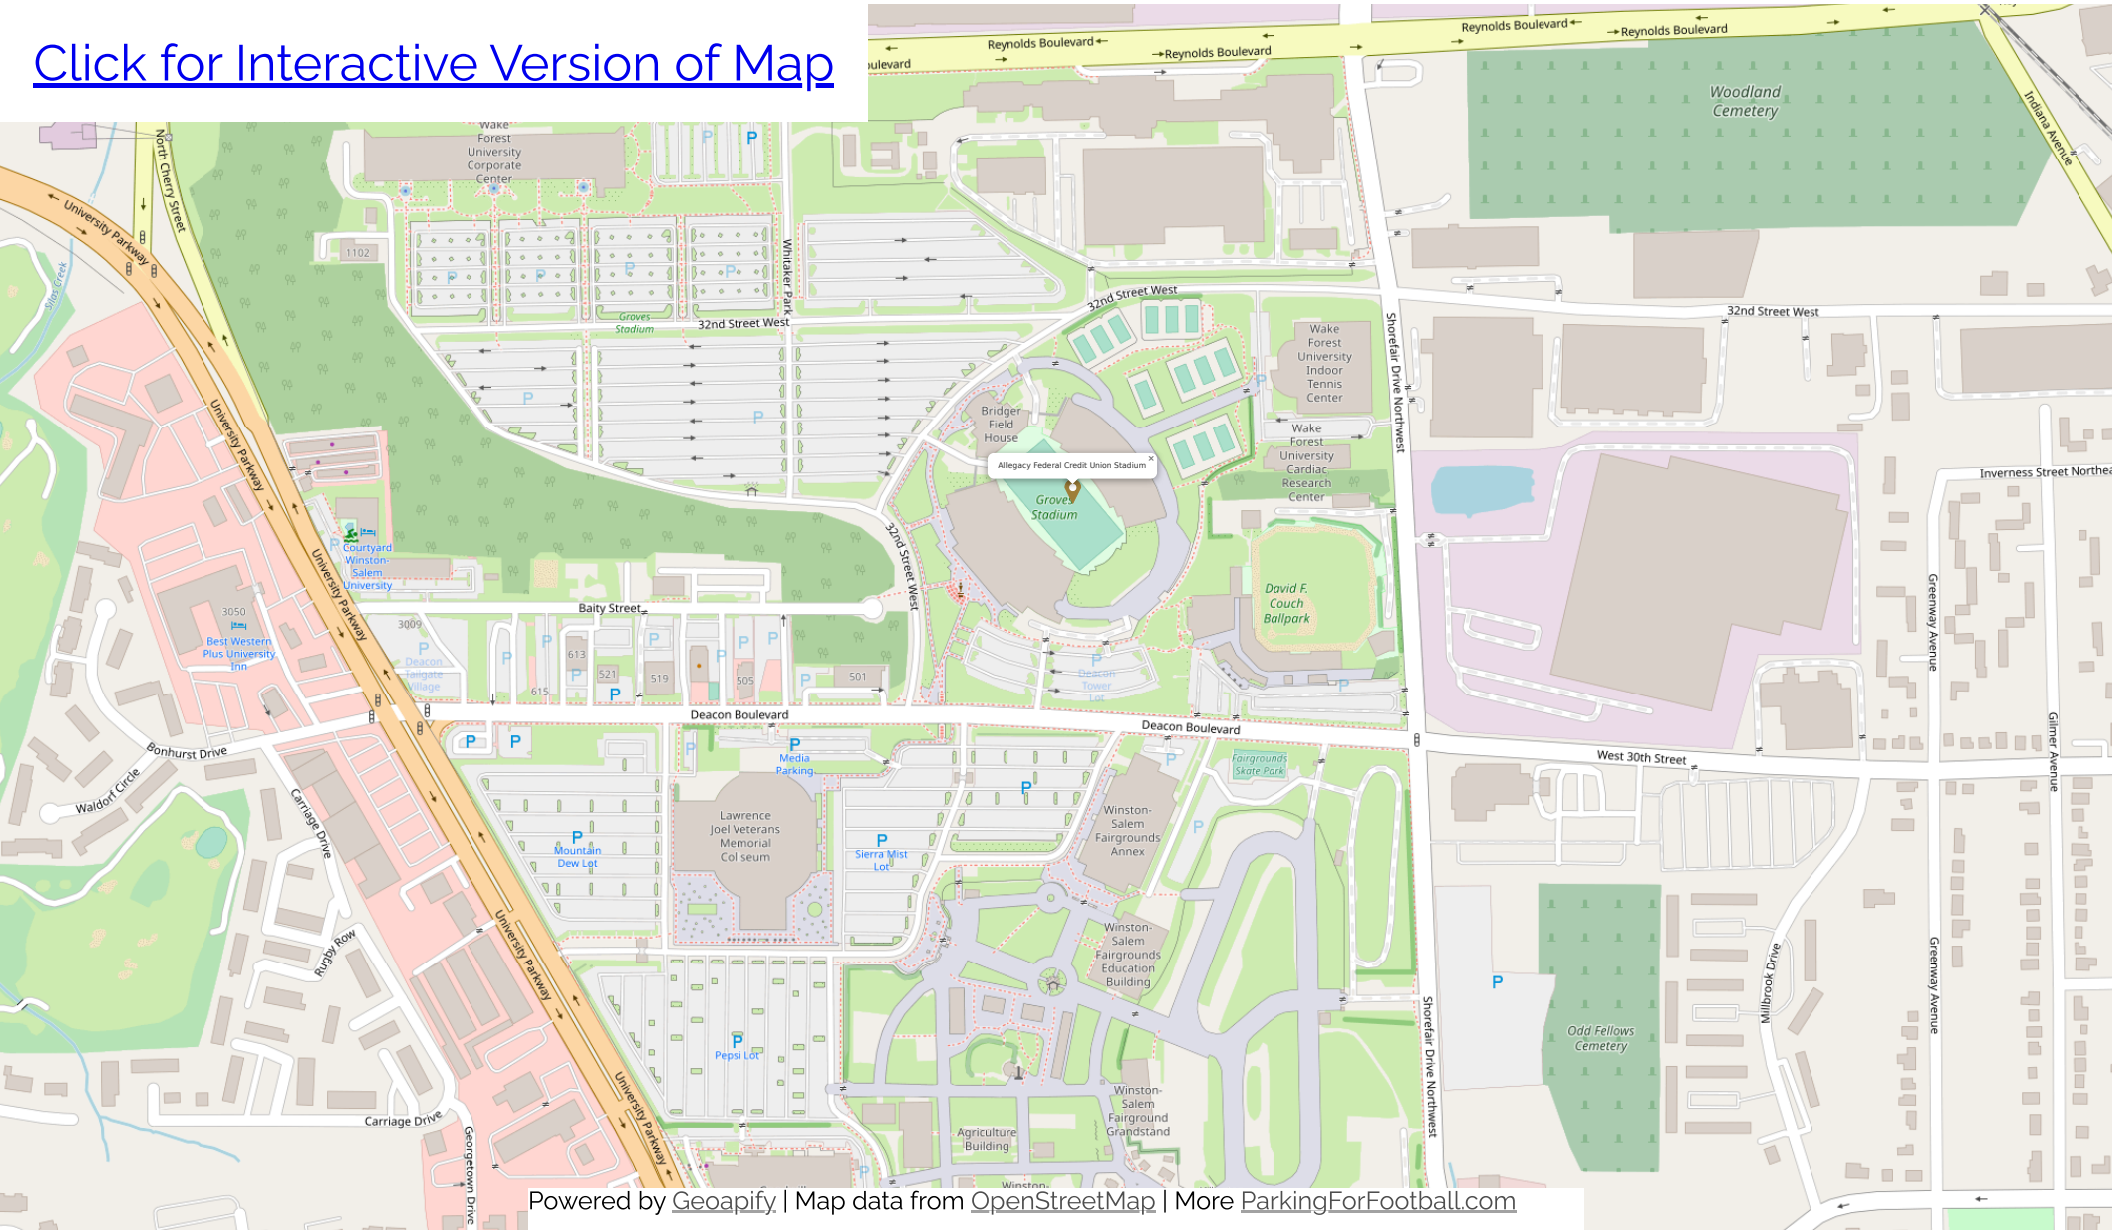 Click for Interactive Version of Map
Reynolds Boulevard
Reynolds Boulevard
Reynolds Boulevard
Reynolds Boulevard
oulevard
Woodland
Cemetery
Indiana Avenue
North Cherry Street
University Parkway
Wake
Forest
University
Corporate
Center
P
P
1102
Silas Creek
Whitaker Park
P
P
P
P
32nd Street West
Groves
Stadium
32nd Street West
32nd Street West
Shorefair Drive Northwest
Wake
Forest
University
Indoor
Tennis
Center
P
P
P
University Parkway
Bridger
Field
House
Wake
Forest
University
Cardiac
Research
Center
Allegacy Federal Credit Union Stadium
×
Groves
Stadium
Inverness Street Northea
32nd Street West
P
Courtyard
Winston-
Salem
University
University Parkway
David F.
Couch
Ballpark
Greenway Avenue
Baity Street
3050
Best Western
Plus University
Inn
3009
P
Deacon
Tailgate
Village
P
P
613
P
615
521
P
P
519
P
P
505
P
P
501
P
Deacon
Tower
Lot
P
Deacon Boulevard
Deacon Boulevard
West 30th Street
Gilmer Avenue
Bonhurst Drive
Waldorf Circle
P
P
P
P
Media
Parking
P
Fairgrounds
Skate Park
P
Carriage Drive
Lawrence
Joel Veterans
Memorial
Col seum
P
Mountain
Dew Lot
P
Sierra Mist
Lot
Winston-
Salem
Fairgrounds
Annex
P
University Parkway
Rugby Row
Winston-
Salem
Fairgrounds
Education
Building
Greenway Avenue
Millbrook Drive
P
Odd Fellows
Cemetery
Shorefair Drive Northwest
P
Pepsi Lot
University Parkway
Carriage Drive
Georgetown Drive
Agriculture
Building
Winston-
Salem
Fairground
Grandstand
P
Winston-
Powered by Geoapify | Map data from OpenStreetMap | More ParkingForFootball.com